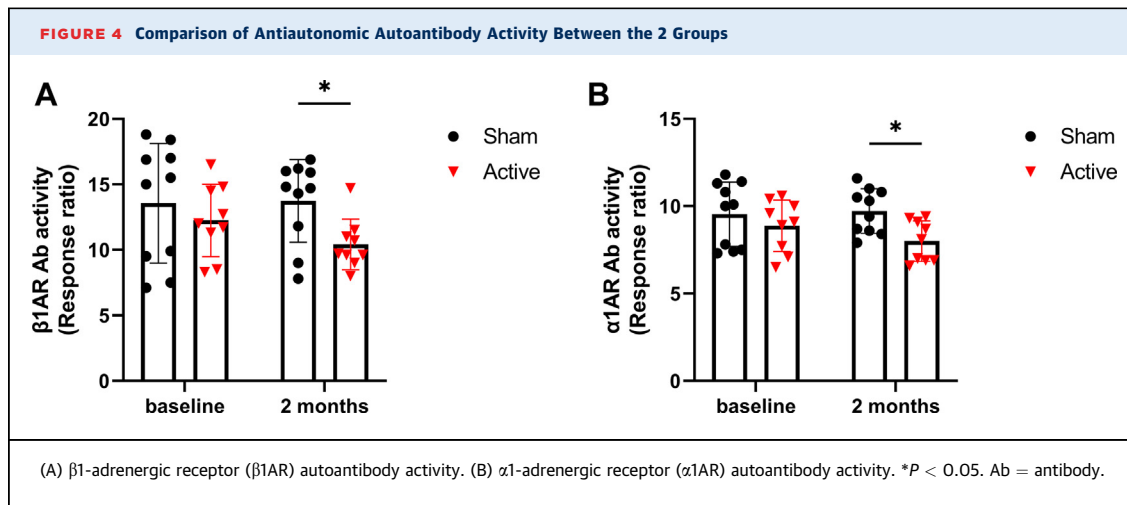 FIGURE 4 Comparison of Antiautonomic Autoantibody Activity Between the 2 Groups
A
β1AR Ab activity
(Response ratio)
20
15
10
5
0
*
baseline
2 months
Sham
Active
B
α1AR Ab activity
(Response ratio)
15
10
5
0
*
baseline
2 months
Sham
Active
(A) β1-adrenergic receptor (β1AR) autoantibody activity. (B) α1-adrenergic receptor (α1AR) autoantibody activity. *P < 0.05. Ab = antibody.